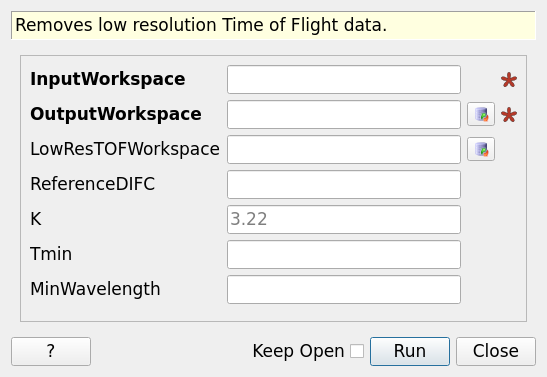 Removes low resolution Time of Flight data.
InputWorkspace
OutputWorkspace
LowResTOFWorkspace
ReferenceDIFC
K 3.22
Tmin
MinWavelength
? Keep Open Run Close